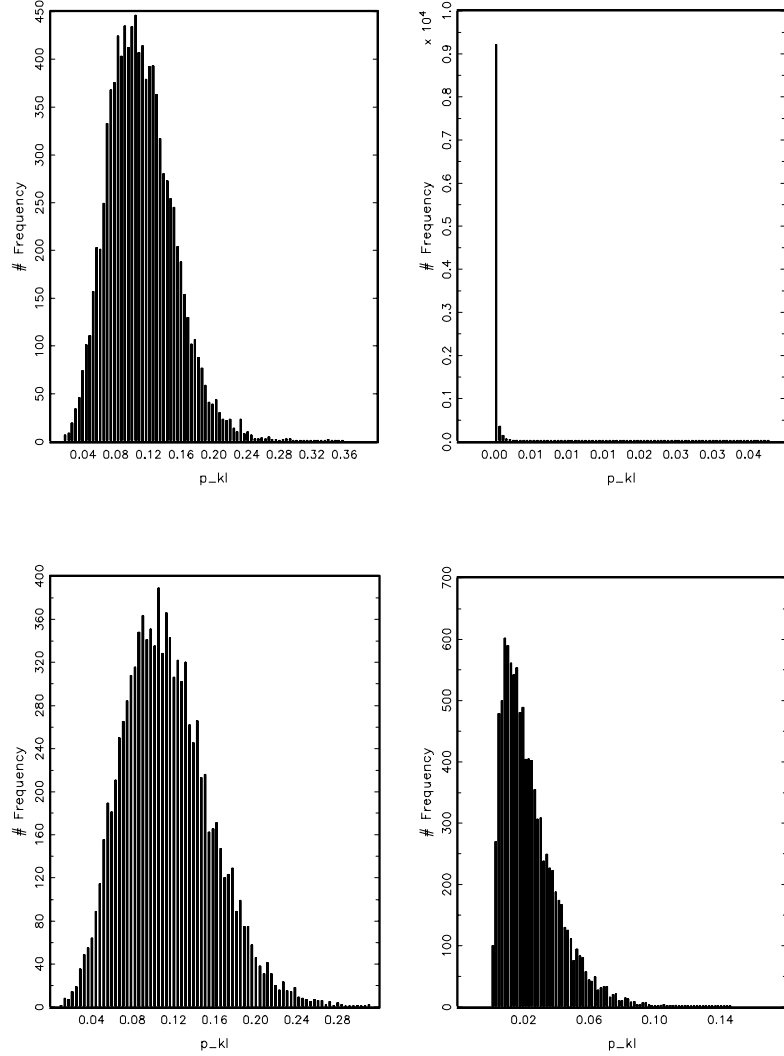 # Frequency
0 50 100 150 200 250 300 350 400 450
0.04 0.08 0.12 0.16 0.20 0.24 0.28 0.32 0.36
p_kl
x 10^4
# Frequency
0.0 0.1 0.2 0.3 0.4 0.5 0.6 0.7 0.8 0.9 1.0
0.00 0.01 0.01 0.02 0.02 0.03 0.03 0.04
p_kl
# Frequency
0 40 80 120 160 200 240 280 320 360 400
0.04 0.08 0.12 0.16 0.20 0.24 0.28
p_kl
# Frequency
0 100 200 300 400 500 600 700
0.02 0.06 0.10 0.14
p_kl